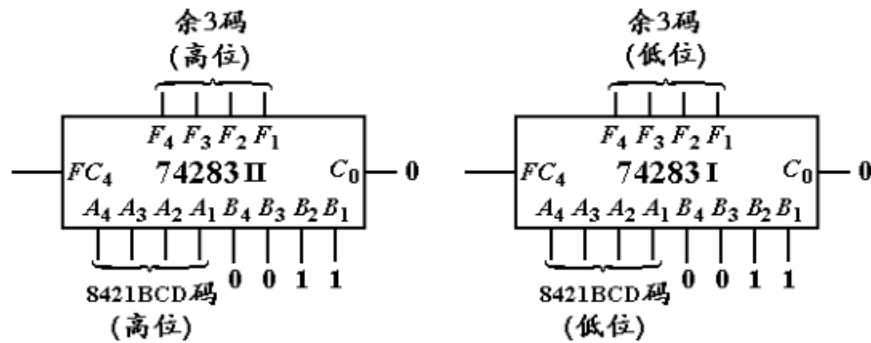 余3码 余3码
(高位) (低位)
F4 F3 F2 F1 F4 F3 F2 F1
FC4 74283 II C0 0 FC4 74283 I C0 0
A4 A3 A2 A1 B4 B3 B2 B1 A4 A3 A2 A1 B4 B3 B2 B1
8421BCD码 0 0 1 1 8421BCD码 0 0 1 1
(高位) (低位)